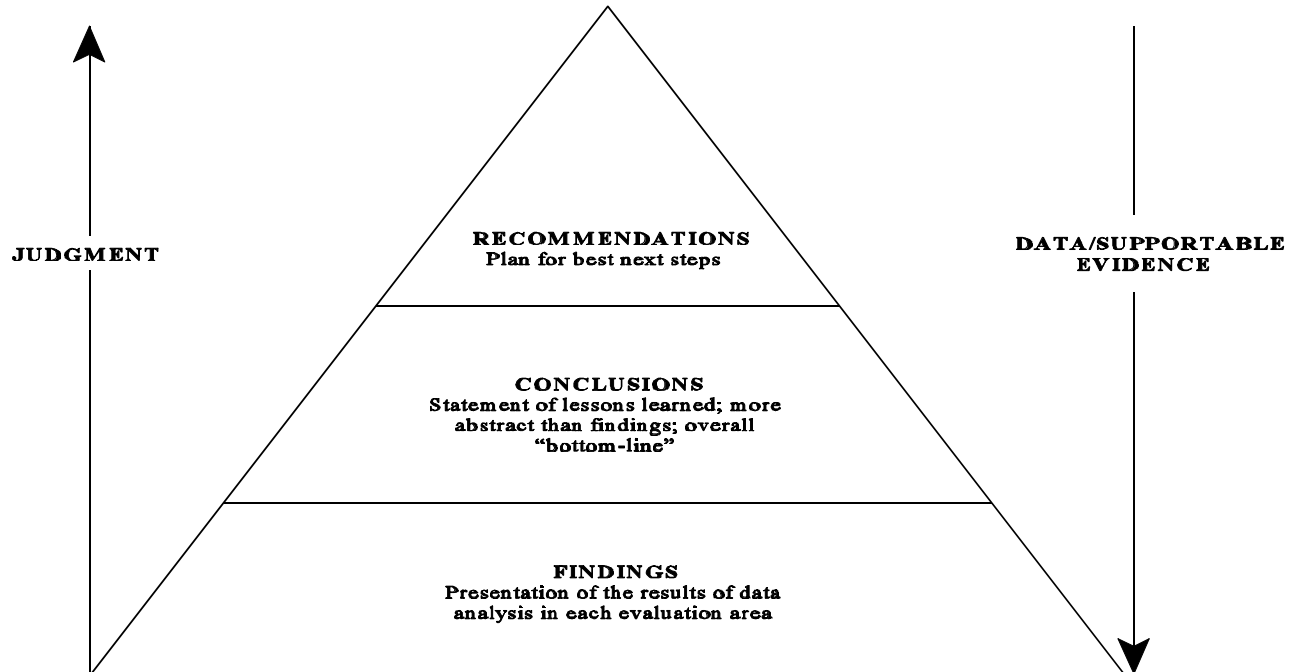 JUDGMENT
RECOMMENDATIONS
Plan for best next steps
DATA/SUPPORTABLE
EVIDENCE
CONCLUSIONS
Statement of lessons learned; more
abstract than findings; overall
“bottom-line”
FINDINGS
Presentation of the results of data
analysis in each evaluation area